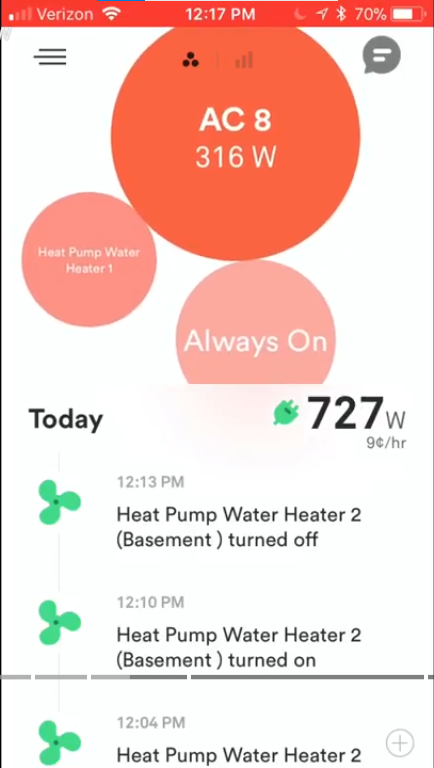 Verizon 12:17 PM 70%
AC 8
316 W
Heat Pump Water
Heater 1
Always On
Today 727 W
9¢/hr
12:13 PM
Heat Pump Water Heater 2
(Basement ) turned off
12:10 PM
Heat Pump Water Heater 2
(Basement ) turned on
12:04 PM
Heat Pump Water Heater 2